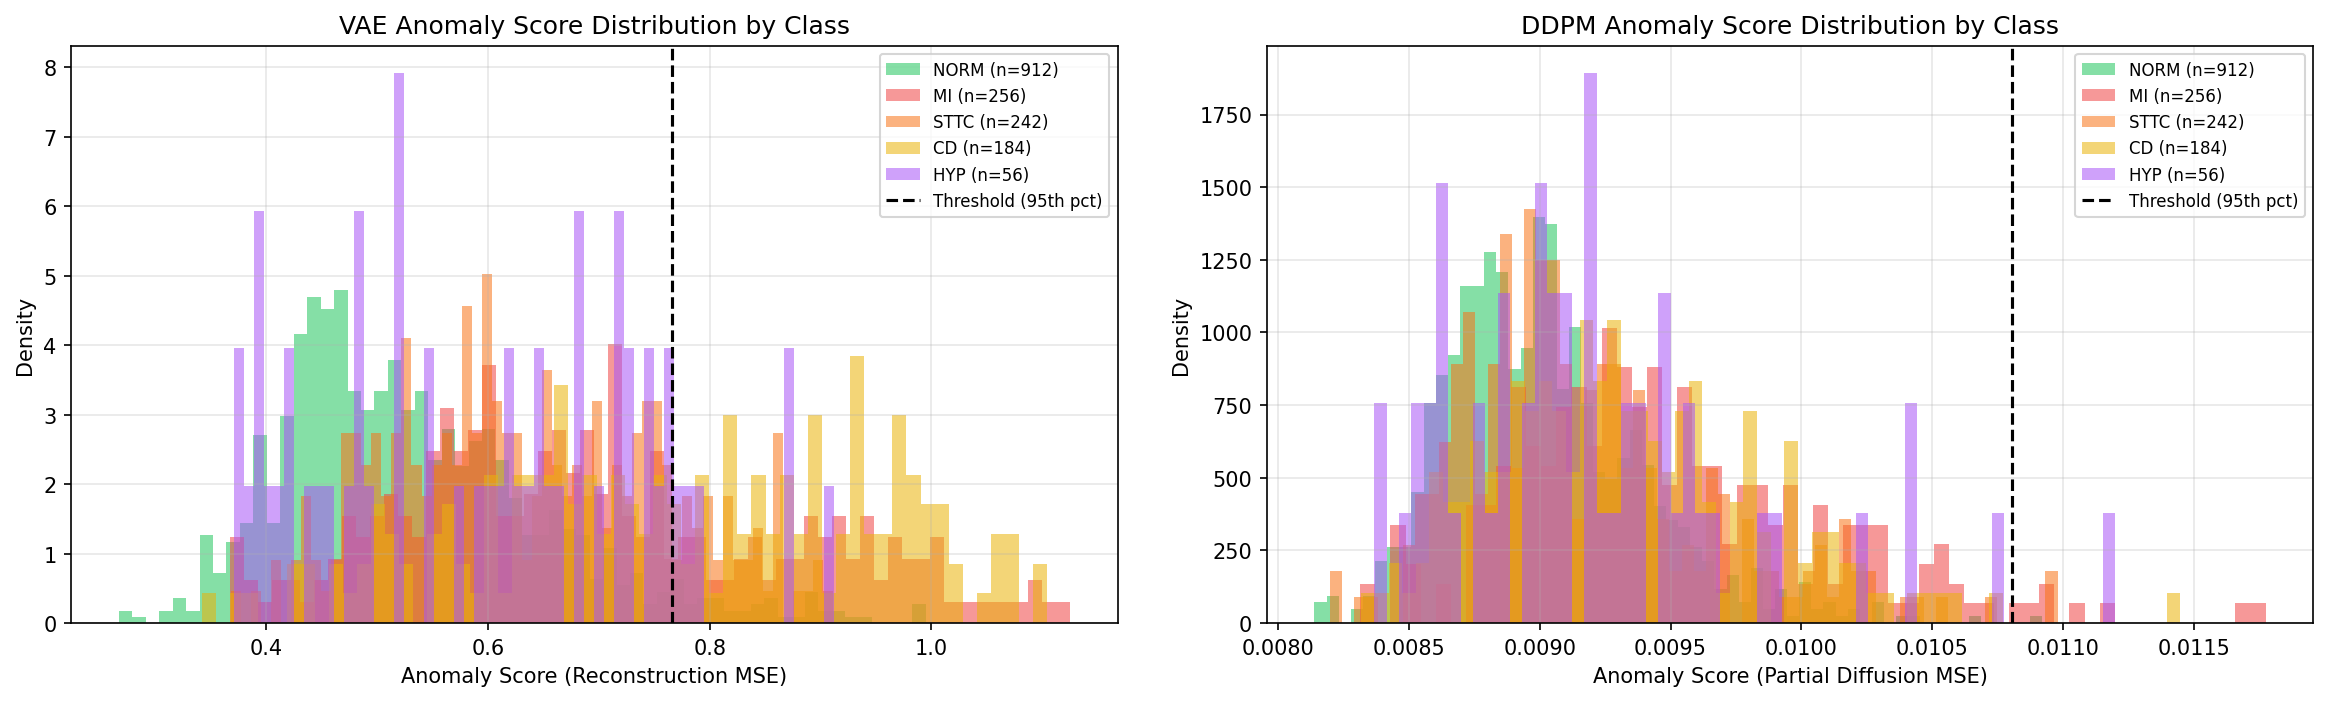 VAE Anomaly Score Distribution by Class
8
7
6
5
4
3
2
1
0
Density
0.4 0.6 0.8 1.0
Anomaly Score (Reconstruction MSE)
NORM (n=912)
MI (n=256)
STTC (n=242)
CD (n=184)
HYP (n=56)
Threshold (95th pct)
DDPM Anomaly Score Distribution by Class
1750
1500
1250
1000
750
500
250
0
Density
0.0080 0.0085 0.0090 0.0095 0.0100 0.0105 0.0110 0.0115
Anomaly Score (Partial Diffusion MSE)
NORM (n=912)
MI (n=256)
STTC (n=242)
CD (n=184)
HYP (n=56)
Threshold (95th pct)